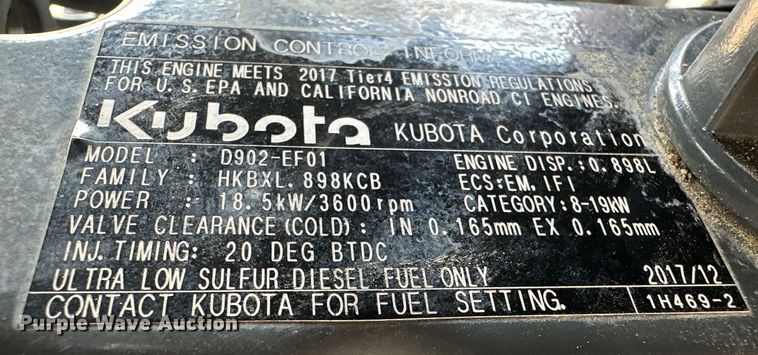 EMISSION CONTROL INFORMATION
THIS ENGINE MEETS 2017 Tier4 EMISSION REGULATIONS
FOR U.S.EPA AND CALIFORNIA NONROAD CI ENGINES.
Kubota KUBOTA Corporation
MODEL : D902-EF01 ENGINE DISP.:0.898L
FAMILY : HKBXL.898KCB ECS:EM.IFI
POWER : 18.5kW/3600rpm CATEGORY:8-19kW
VALVE CLEARANCE(COLD): IN 0.165mm EX 0.165mm
INJ.TIMING: 20 DEG BTDC
ULTRA LOW SULFUR DIESEL FUEL ONLY 2017/12
CONTACT KUBOTA FOR FUEL SETTING. 1H469-2
Purple Wave Auction